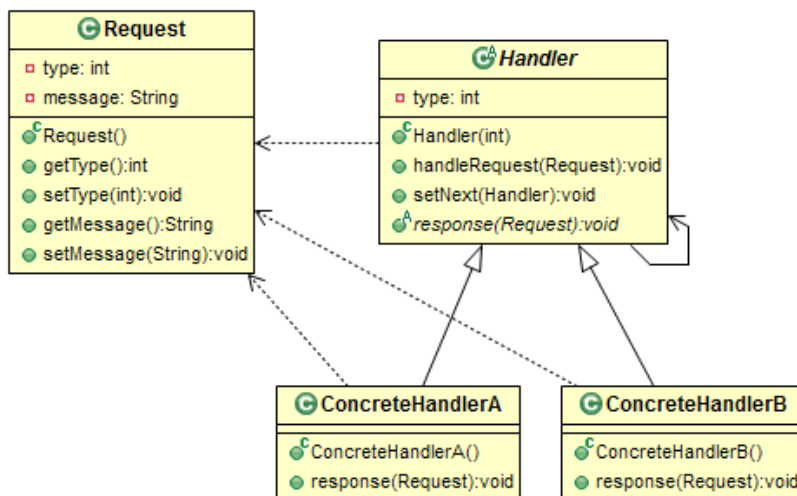 Request
type: int
message: String
Request()
getType():int
setType(int):void
getMessage():String
setMessage(String):void
Handler
type: int
Handler(int)
handleRequest(Request):void
setNext(Handler):void
response(Request):void
ConcreteHandlerA
ConcreteHandlerA()
response(Request):void
ConcreteHandlerB
ConcreteHandlerB()
response(Request):void